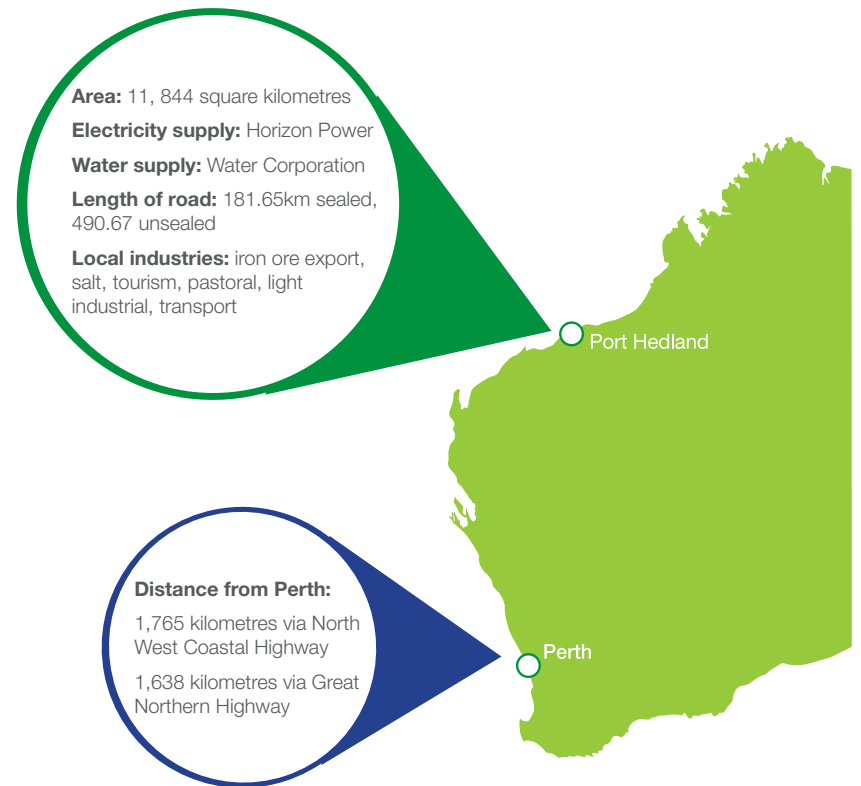 Area: 11, 844 square kilometres
Electricity supply: Horizon Power
Water supply: Water Corporation
Length of road: 181.65km sealed,
490.67 unsealed
Local industries: iron ore export,
salt, tourism, pastoral, light
industrial, transport
Port Hedland
Distance from Perth:
1,765 kilometres via North
West Coastal Highway
1,638 kilometres via Great
Northern Highway
Perth